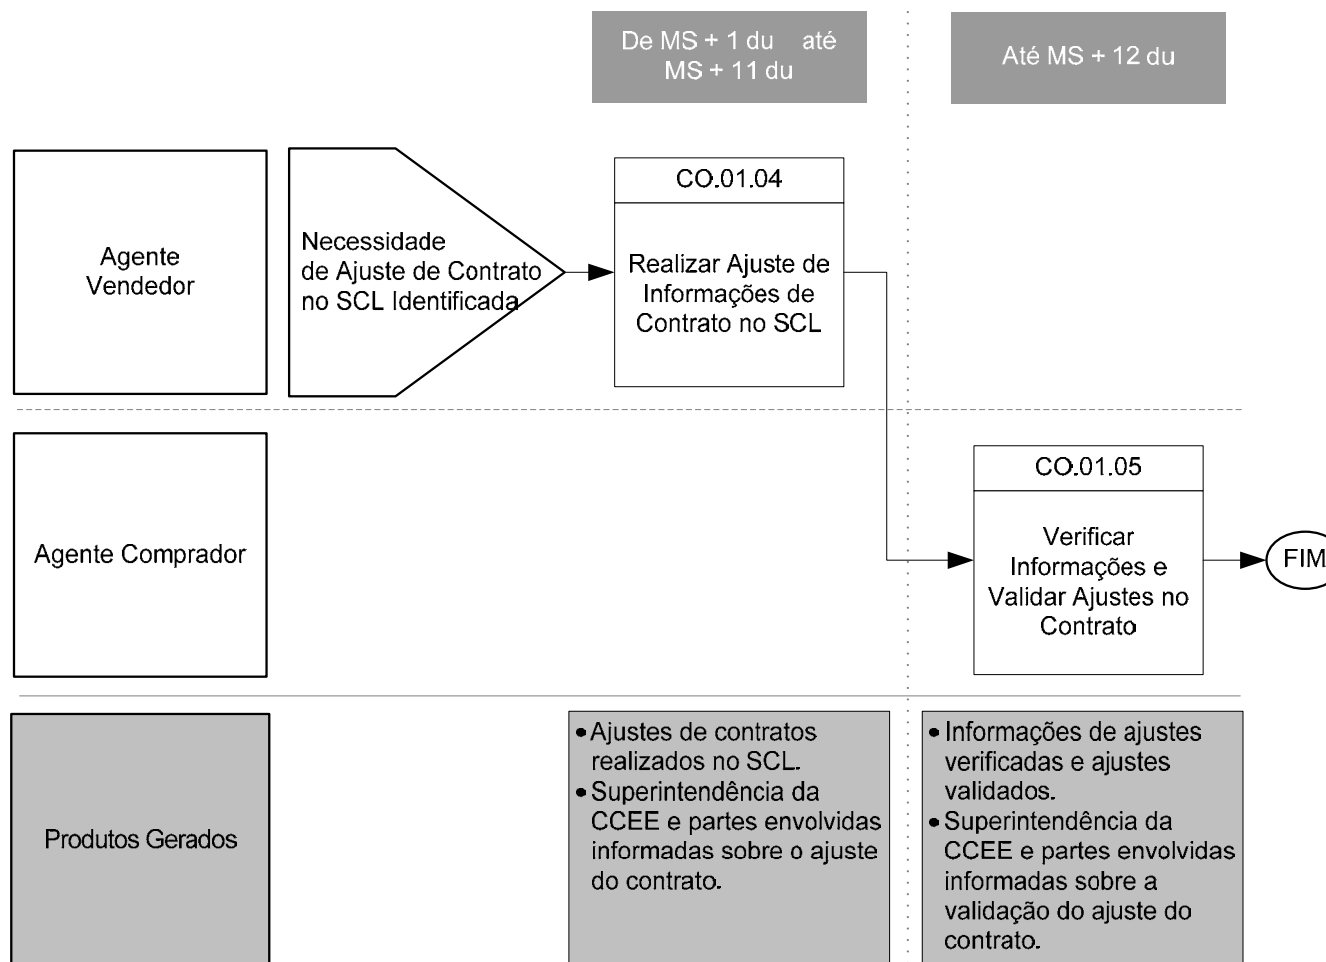 De MS + 1 du até
MS + 11 du
Até MS + 12 du
Agente
Vendedor
Necessidade
de Ajuste de Contrato
no SCL Identificada
CO.01.04
Realizar Ajuste de
Informações de
Contrato no SCL
Agente Comprador
CO.01.05
Verificar
Informações e
Validar Ajustes no
Contrato
FIM
Produtos Gerados
• Ajustes de contratos
realizados no SCL.
• Superintendência da
CCEE e partes envolvidas
informadas sobre o ajuste
do contrato.
• Informações de ajustes
verificadas e ajustes
validados.
• Superintendência da
CCEE e partes envolvidas
informadas sobre a
validação do ajuste do
contrato.